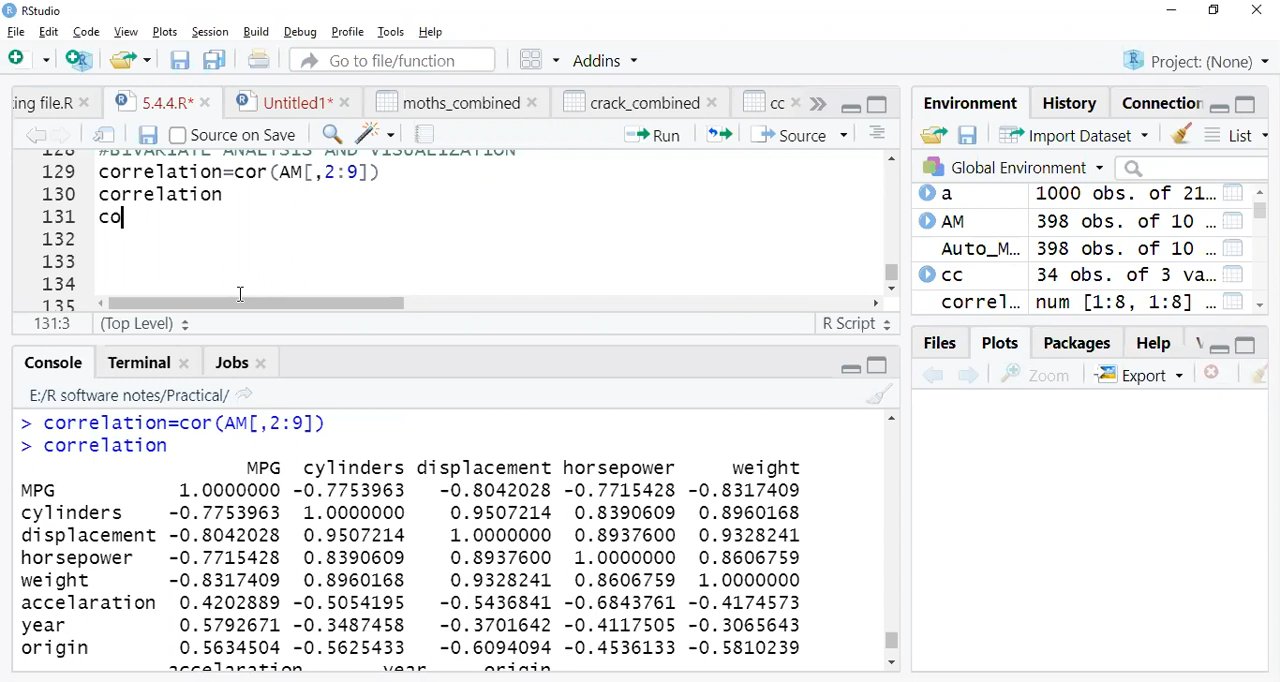 RStudio
File Edit Code View Plots Session Build Debug Profile Tools Help
Go to file/function Addins Project: (None)
ing file.R 5.4.4.R* Untitled1* moths_combined crack_combined cc
Source on Save Run Source
128 #BIVARIATE ANALYSIS AND VISUALIZATION
129 correlation=cor(AM[,2:9])
130 correlation
131 co
132
133
134
135
131:3 (Top Level) R Script
Console Terminal Jobs
E:/R software notes/Practical/
> correlation=cor(AM[,2:9])
> correlation
MPG cylinders displacement horsepower weight
MPG 1.0000000 -0.7753963 -0.8042028 -0.7715428 -0.8317409
cylinders -0.7753963 1.0000000 0.9507214 0.8390609 0.8960168
displacement -0.8042028 0.9507214 1.0000000 0.8937600 0.9328241
horsepower -0.7715428 0.8390609 0.8937600 1.0000000 0.8606759
weight -0.8317409 0.8960168 0.9328241 0.8606759 1.0000000
accelaration 0.4202889 -0.5054195 -0.5436841 -0.6843761 -0.4174573
year 0.5792671 -0.3487458 -0.3701642 -0.4117505 -0.3065643
origin 0.5634504 -0.5625433 -0.6094094 -0.4536133 -0.5810239
accelaration year origin
Environment History Connection
Import Dataset List
Global Environment
a 1000 obs. of 21...
AM 398 obs. of 10 ...
Auto_M... 398 obs. of 10 ...
cc 34 obs. of 3 va...
correl... num [1:8, 1:8] ...
Files Plots Packages Help
Zoom Export